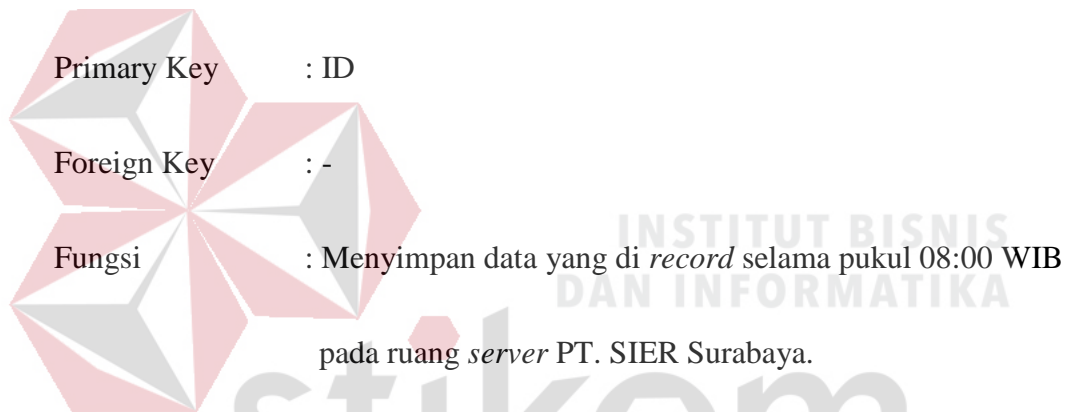 Primary Key : ID
Foreign Key : -
INSTITUT BISNIS
Fungsi : Menyimpan data yang di record selama pukul 08:00 WIB
DAN INFORMATIKA
pada ruang server PT. SIER Surabaya.
stikom